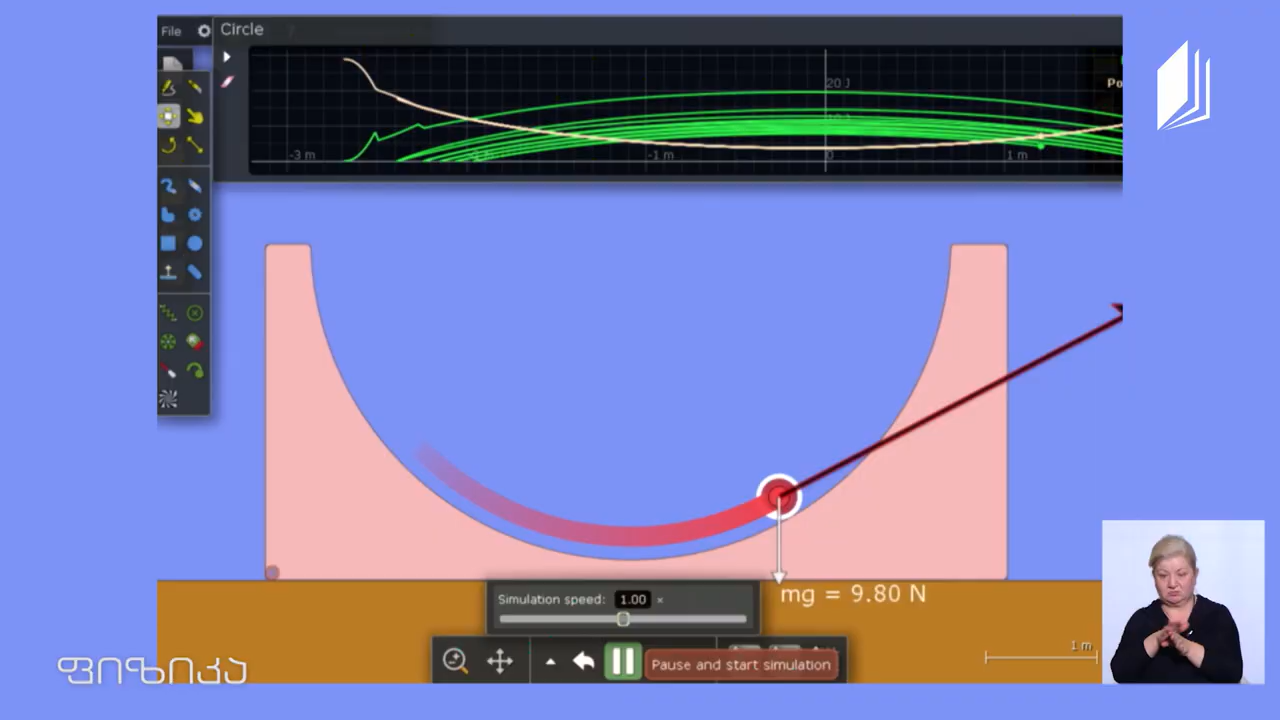 File
Circle
20 J
Po
-3 m
-1 m
0
1 m
mg = 9.80 N
Simulation speed: 1.00 ×
Pause and start simulation
1 m
ფიზიკა